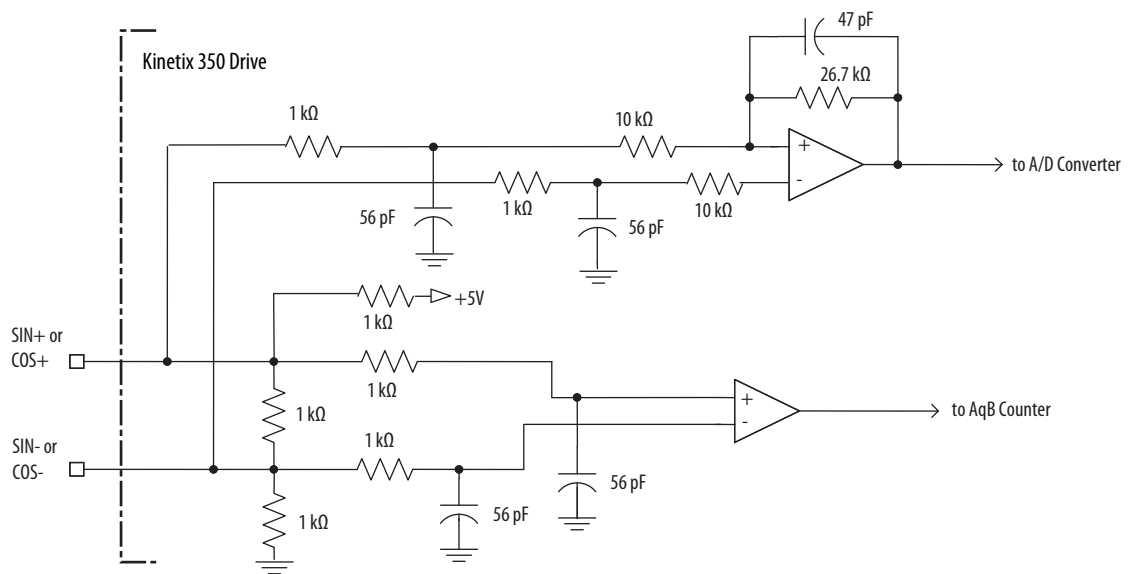 47 pF
Kinetix 350 Drive
26.7 kΩ
1 kΩ
10 kΩ
+
-
to A/D Converter
1 kΩ
10 kΩ
56 pF
56 pF
+5V
1 kΩ
SIN+ or
COS+
1 kΩ
+
-
to AqB Counter
1 kΩ
1 kΩ
SIN- or
COS-
56 pF
56 pF
1 kΩ